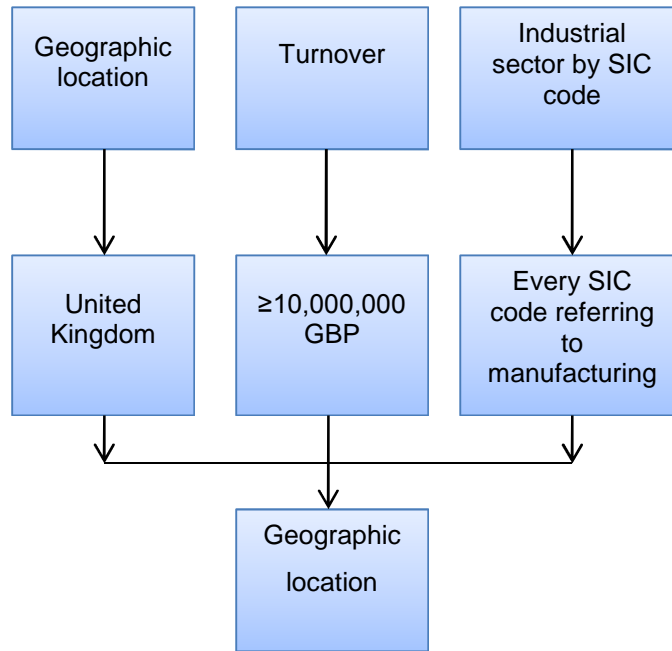 Geographic
location
Turnover
Industrial
sector by SIC
code
United
Kingdom
≥10,000,000
GBP
Every SIC
code referring
to
manufacturing
Geographic
location